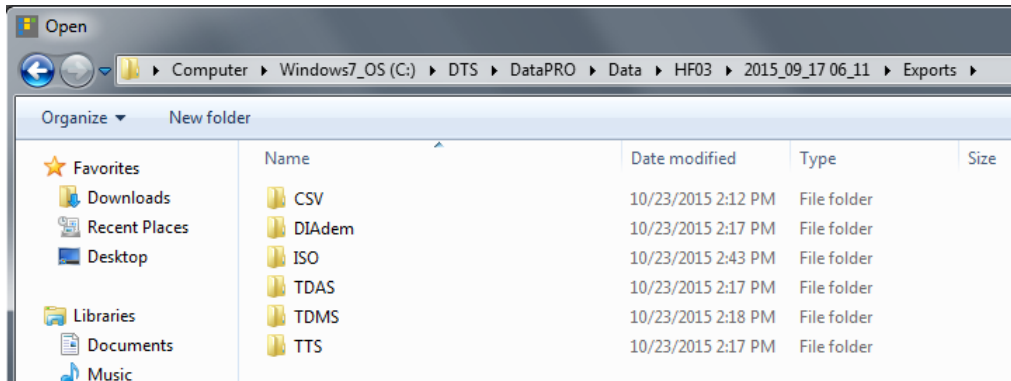 Open
Computer Windows7_OS (C:) DTS DataPRO Data HF03 2015_09_17 06_11 Exports
Organize New folder
Favorites
Downloads
Recent Places
Desktop
Libraries
Documents
Music
Name Date modified Type Size
CSV 10/23/2015 2:12 PM File folder
DIAdem 10/23/2015 2:17 PM File folder
ISO 10/23/2015 2:43 PM File folder
TDAS 10/23/2015 2:17 PM File folder
TDMS 10/23/2015 2:18 PM File folder
TTS 10/23/2015 2:17 PM File folder